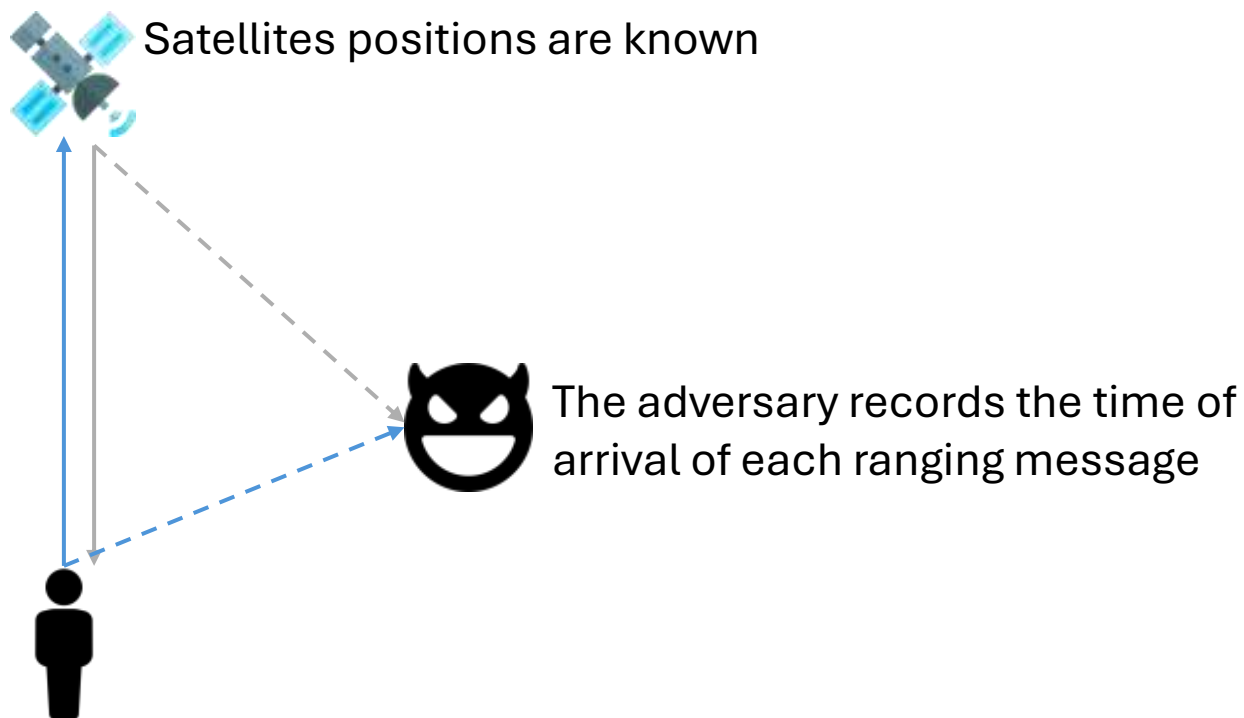 Satellites positions are known
The adversary records the time of
arrival of each ranging message